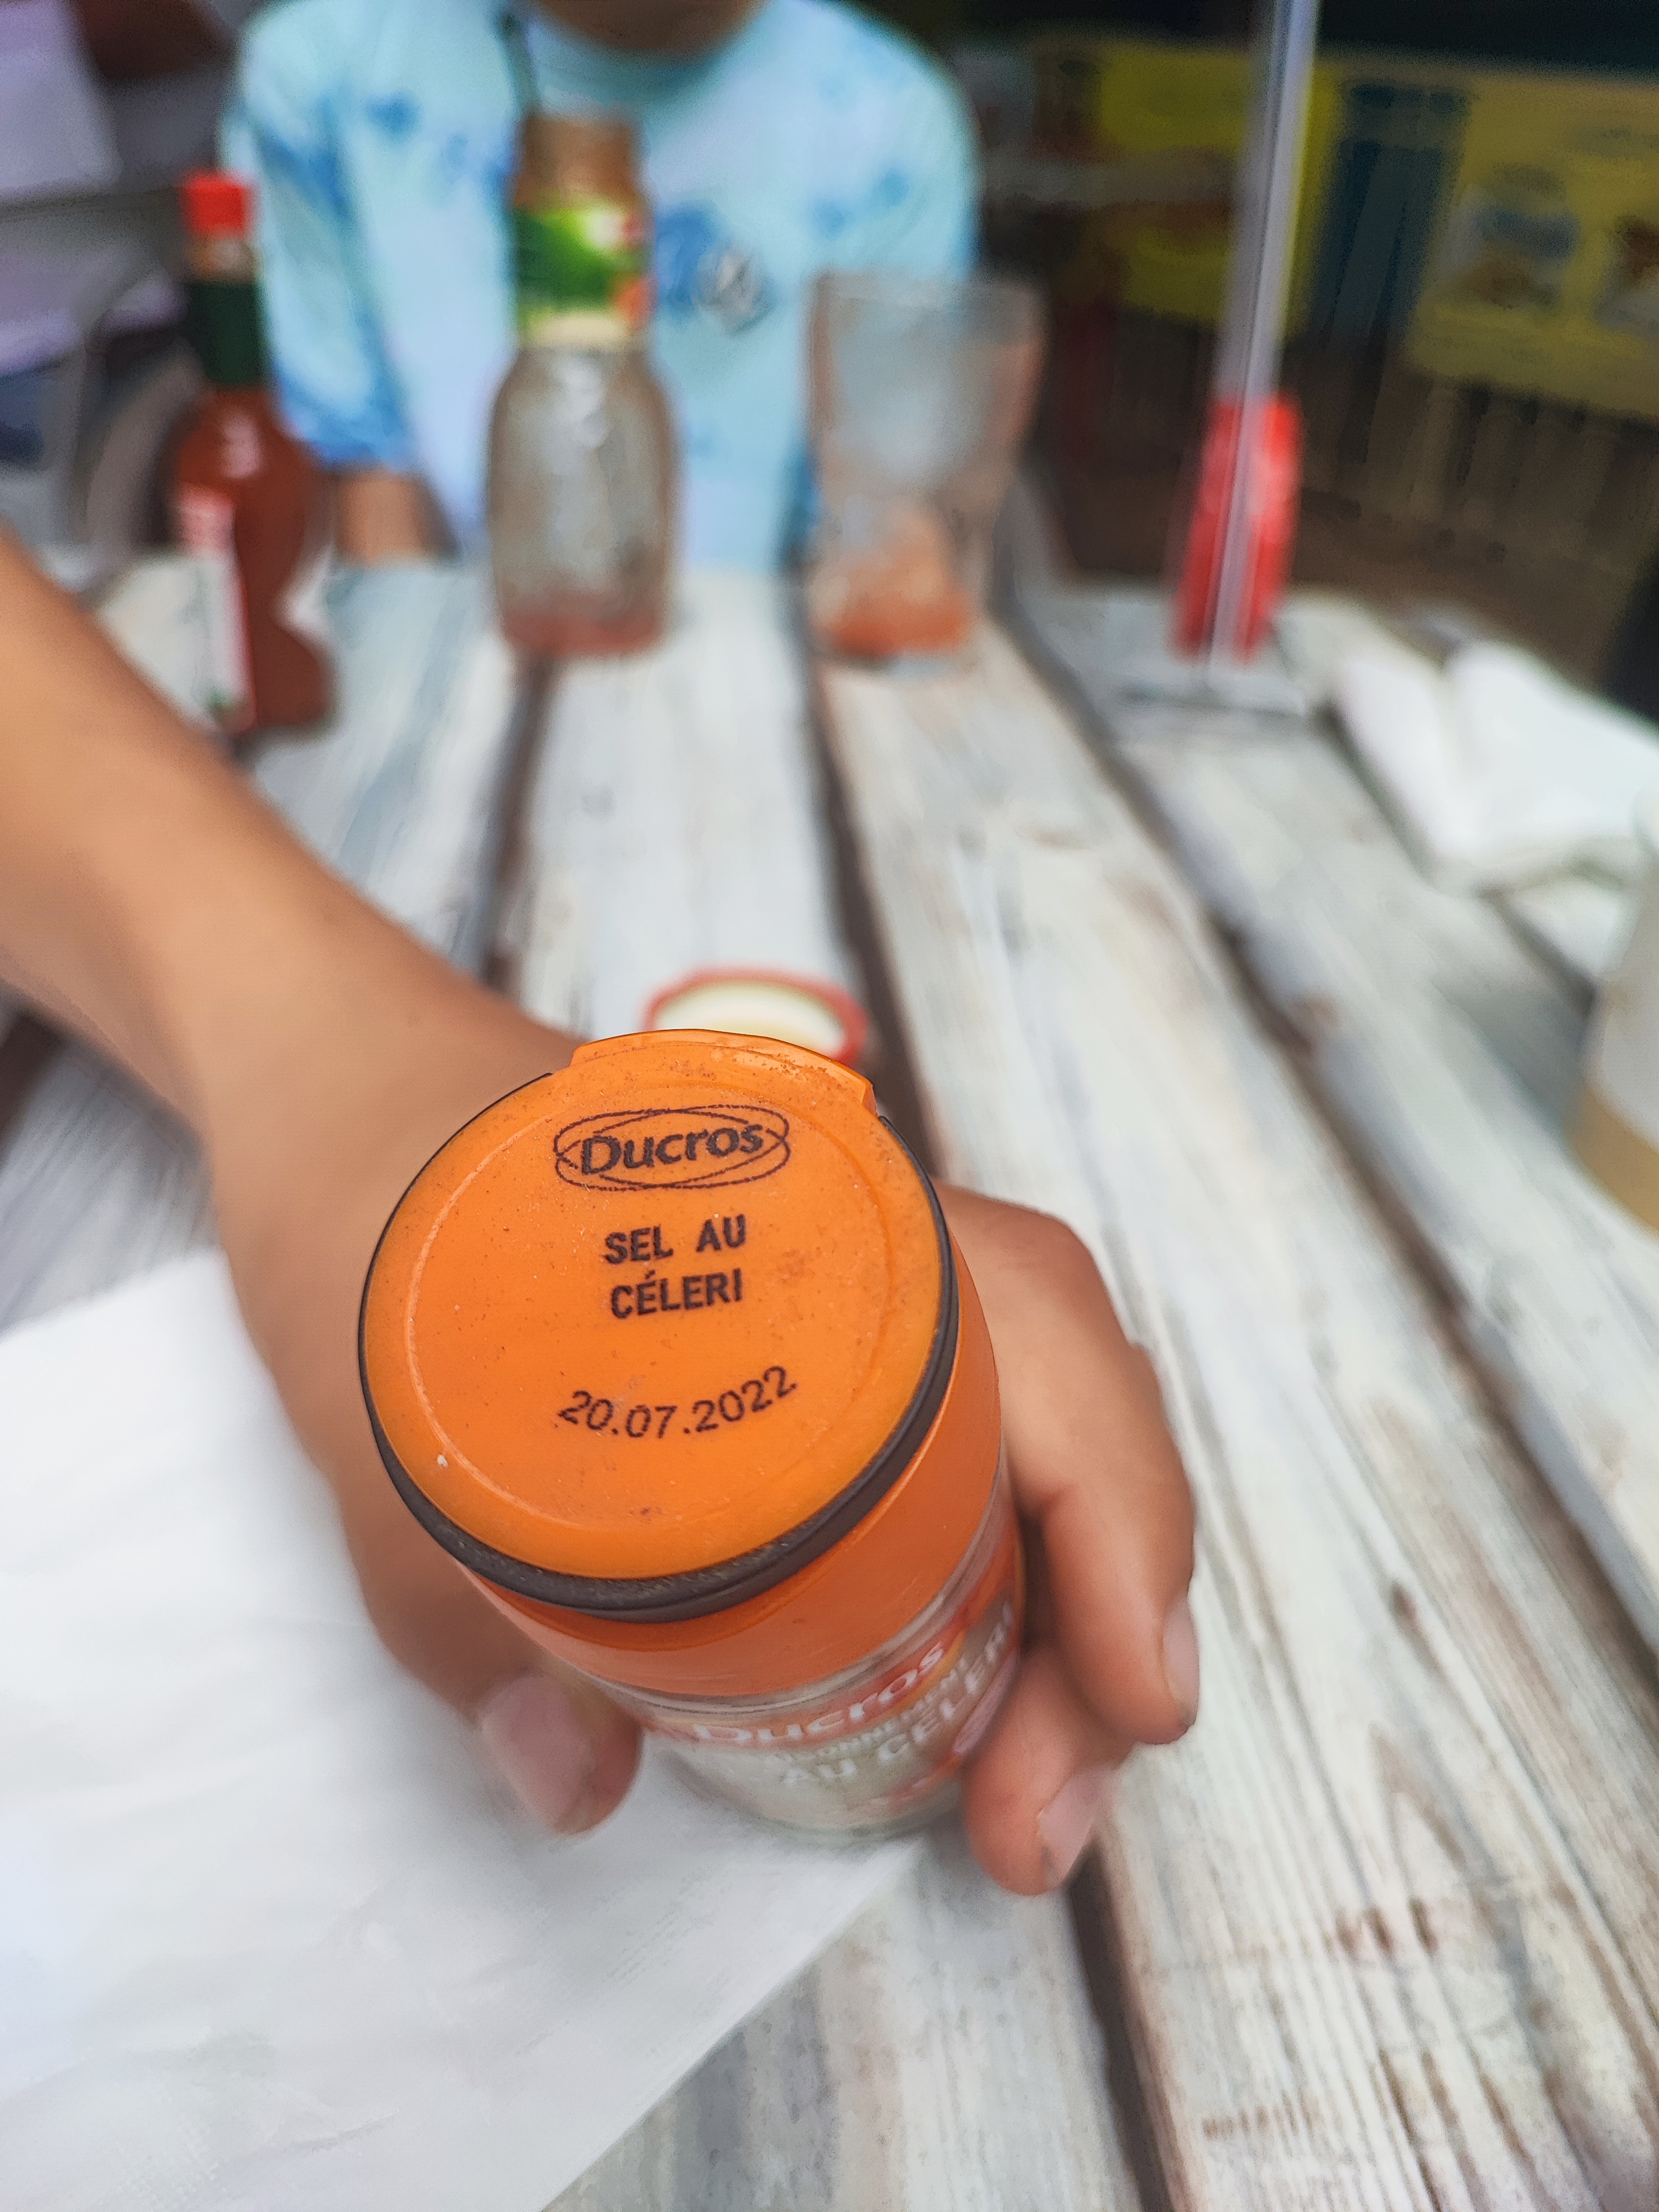 Ducros
SEL AU
CÉLERI
20.07.2022
Ducros
AU CÉLERI